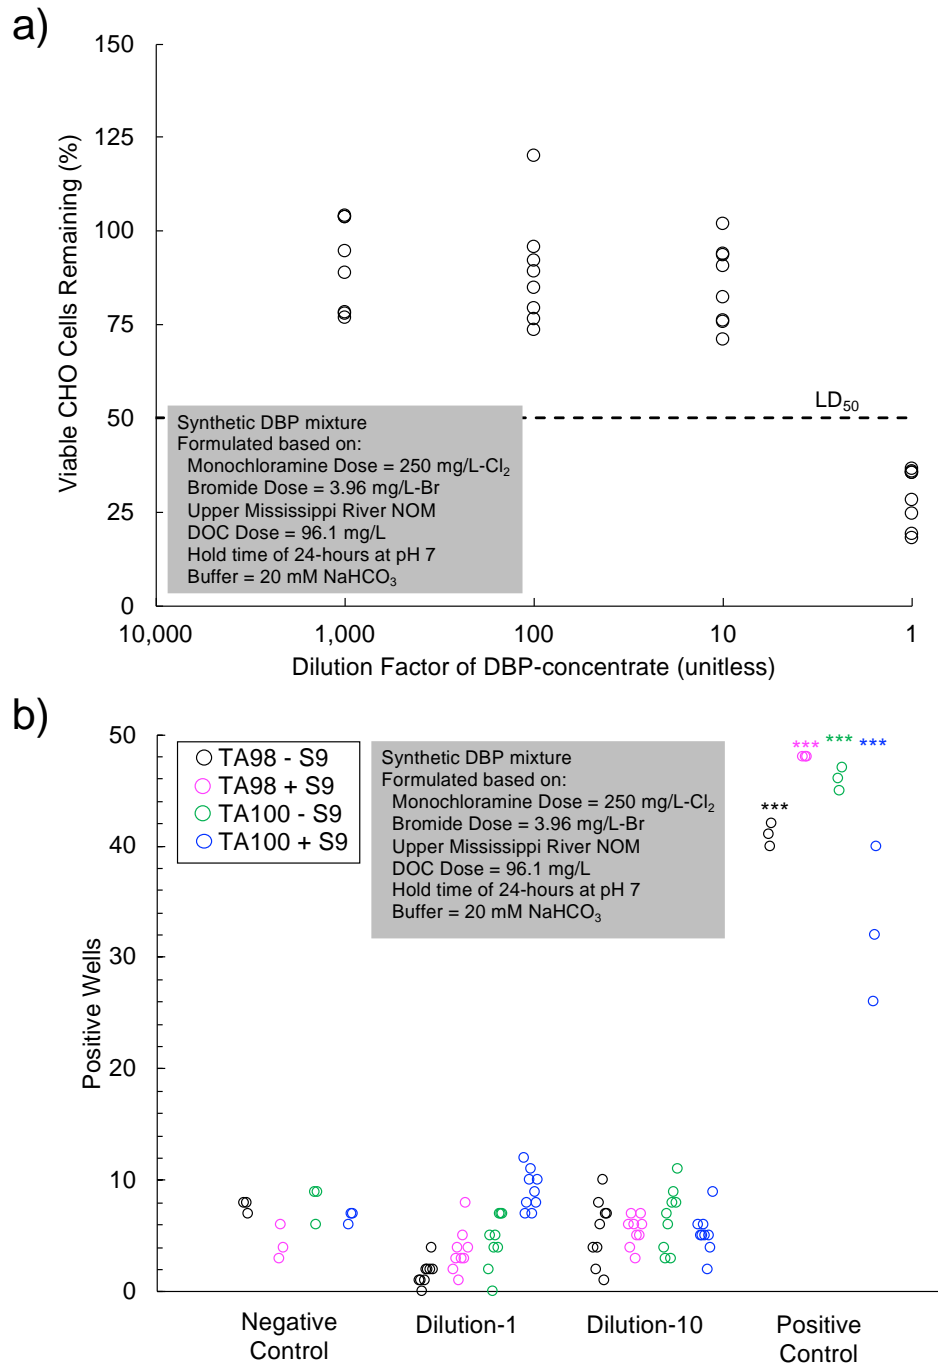 a)
150
125
100
75
50
25
0
Viable CHO Cells Remaining (%)
LD50
Synthetic DBP mixture
Formulated based on:
Monochloramine Dose = 250 mg/L-Cl2
Bromide Dose = 3.96 mg/L-Br
Upper Mississippi River NOM
DOC Dose = 96.1 mg/L
Hold time of 24-hours at pH 7
Buffer = 20 mM NaHCO3
10,000 1,000 100 10 1
Dilution Factor of DBP-concentrate (unitless)
b)
50
40
30
20
10
0
Positive Wells
TA98 - S9
TA98 + S9
TA100 - S9
TA100 + S9
Synthetic DBP mixture
Formulated based on:
Monochloramine Dose = 250 mg/L-Cl2
Bromide Dose = 3.96 mg/L-Br
Upper Mississippi River NOM
DOC Dose = 96.1 mg/L
Hold time of 24-hours at pH 7
Buffer = 20 mM NaHCO3
*** *** *** ***
Negative Control
Dilution-1
Dilution-10
Positive Control